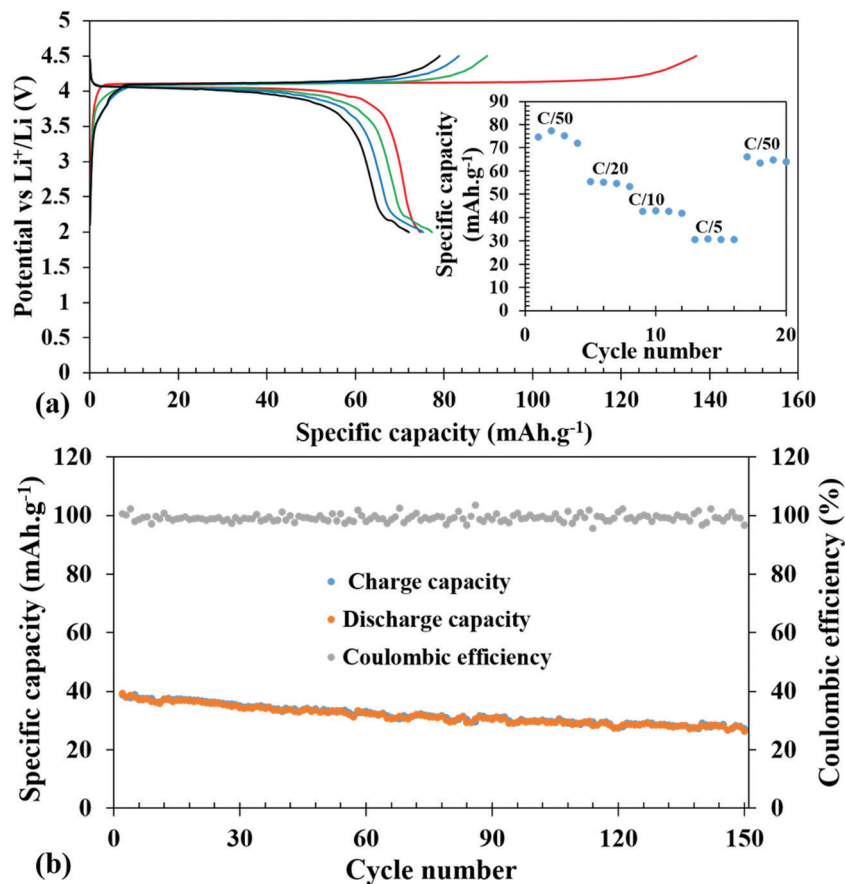 5
4.5
4
3.5
3
2.5
2
1.5
1
0.5
0
Potential vs Li⁺/Li (V)
0 20 40 60 80 100 120 140 160
Specific capacity (mAh.g⁻¹)
(a)
90
80
70
60
50
40
30
20
10
0
Specific capacity
(mAh.g⁻¹)
C/50
C/20
C/10
C/5
C/50
0 10 20
Cycle number
120
100
80
60
40
20
0
Specific capacity (mAh.g⁻¹)
Charge capacity
Discharge capacity
Coulombic efficiency
120
100
80
60
40
20
0
Coulombic efficiency (%)
0 30 60 90 120 150
Cycle number
(b)